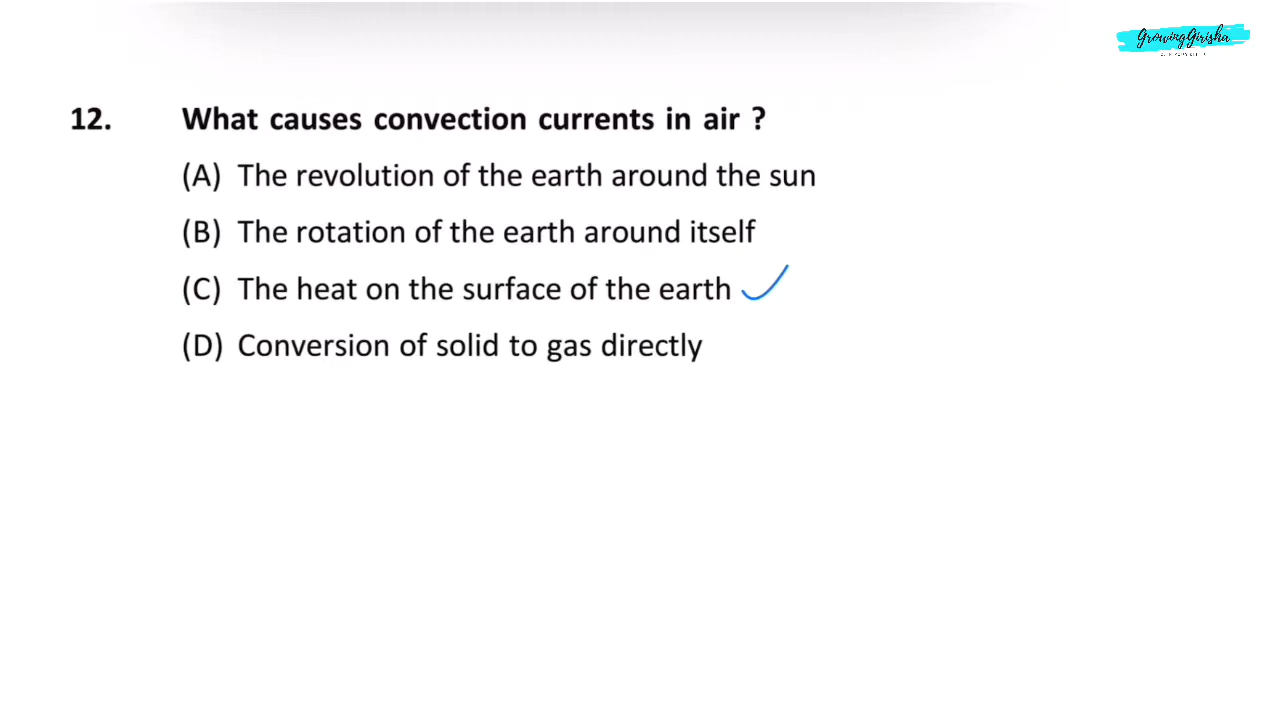 GrowingGirisha
12. What causes convection currents in air ?
(A) The revolution of the earth around the sun
(B) The rotation of the earth around itself
(C) The heat on the surface of the earth
(D) Conversion of solid to gas directly